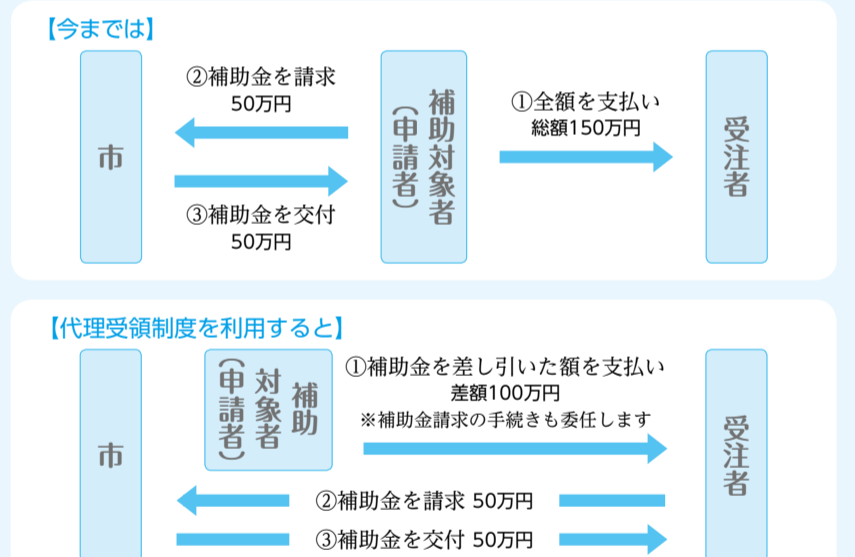 【今までは】
市
②補助金を請求
50万円
③補助金を交付
50万円
補助対象者
（申請者）
①全額を支払い
総額150万円
受注者
【代理受領制度を利用すると】
市
補助
対象者
（申請者）
①補助金を差し引いた額を支払い
差額100万円
※補助金請求の手続きも委任します
②補助金を請求 50万円
③補助金を交付 50万円
受注者